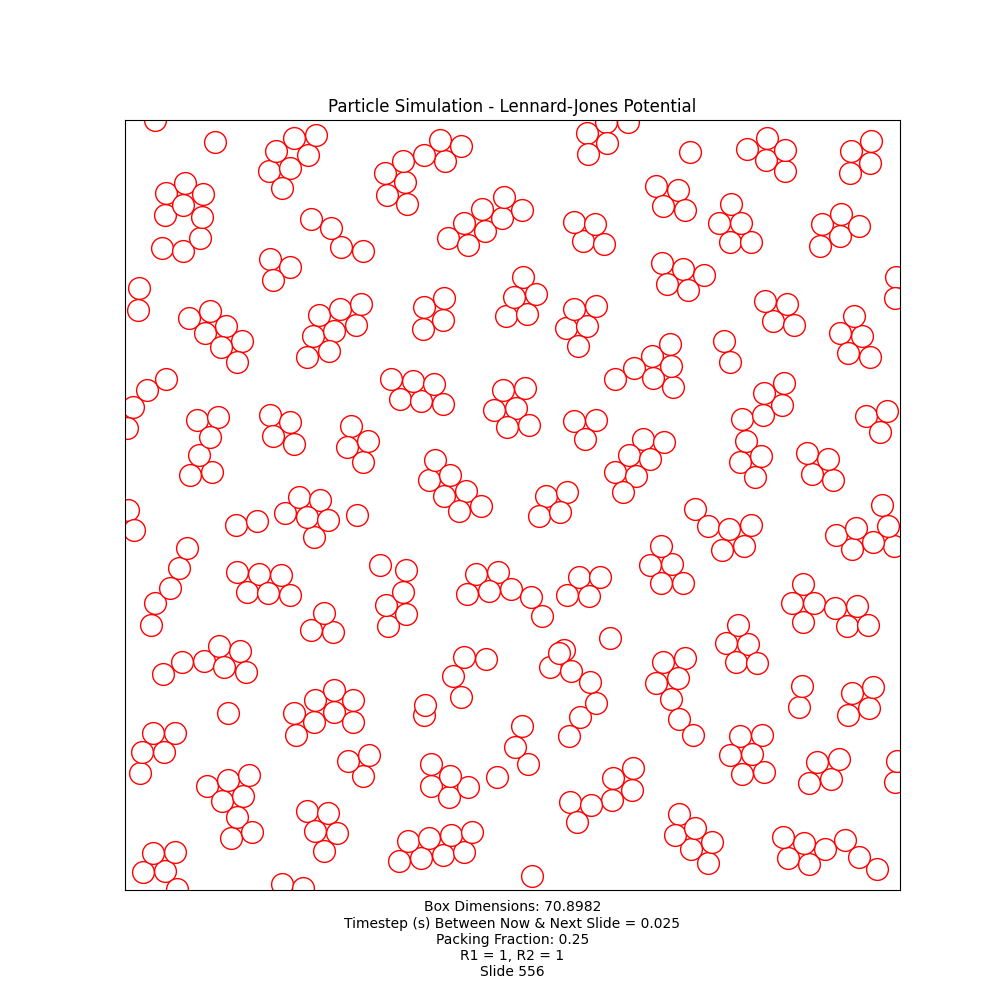 Particle Simulation - Lennard-Jones Potential
Box Dimensions: 70.8982
Timestep (s) Between Now & Next Slide = 0.025
Packing Fraction: 0.25
R1 = 1, R2 = 1
Slide 556